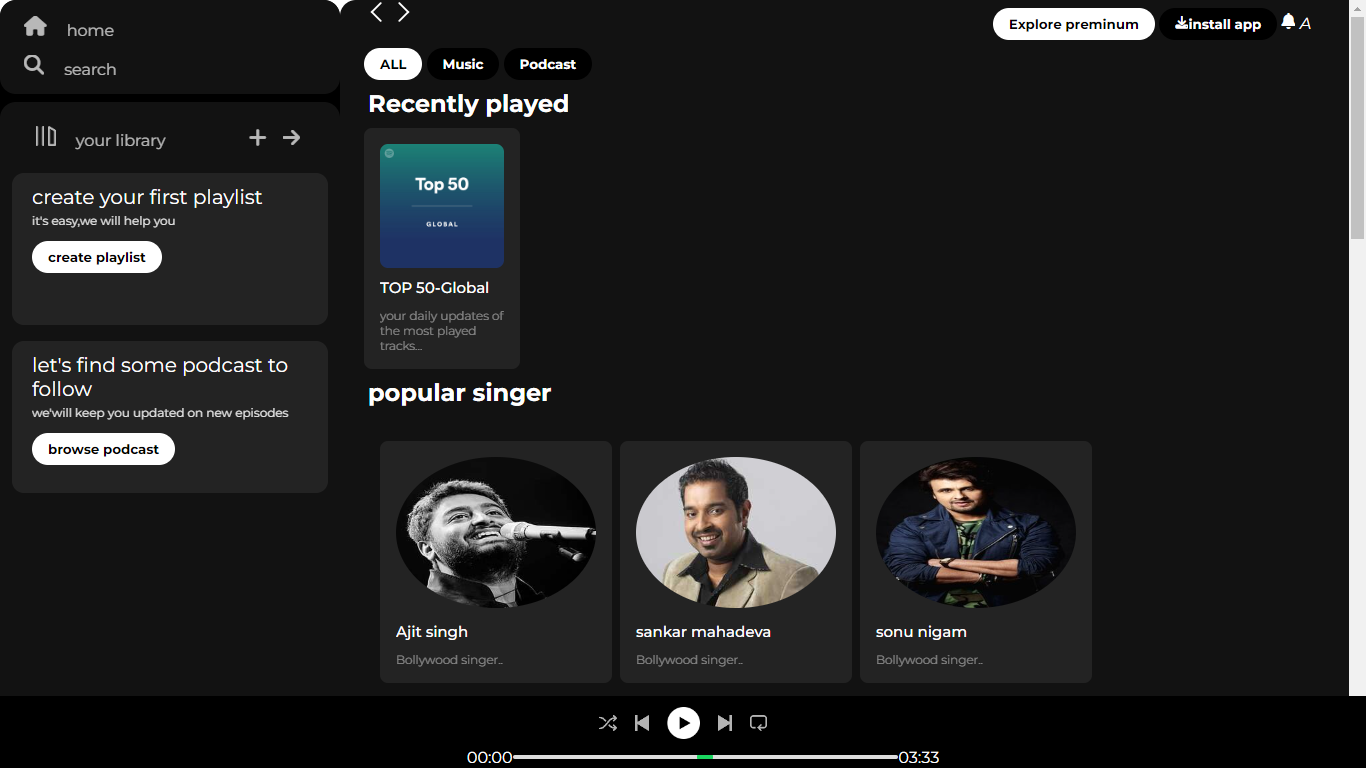 home
search
your library
create your first playlist
it's easy,we will help you
create playlist
let's find some podcast to
follow
we'will keep you updated on new episodes
browse podcast
Explore preminum
install app
A
ALL
Music
Podcast
Recently played
Top 50
GLOBAL
TOP 50-Global
your daily updates of
the most played
tracks...
popular singer
Ajit singh
Bollywood singer..
sankar mahadeva
Bollywood singer..
sonu nigam
Bollywood singer..
00:00
03:33